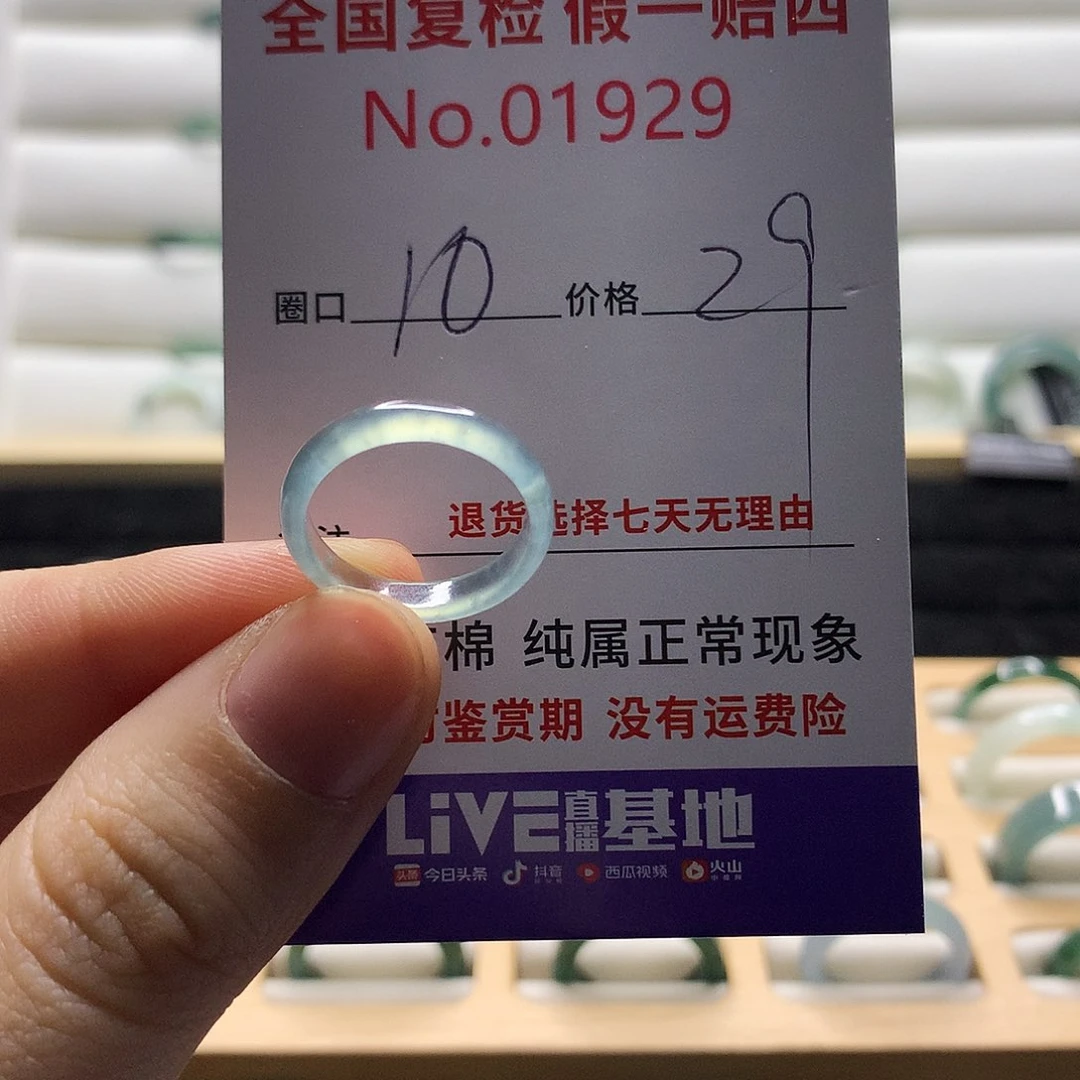 全国复检 假一赔四
No.01929
圈口 10 价格 29
退货选择七天无理由
棉 纯属正常现象
鉴赏期 没有运费险
LiVE直播基地
头条 今日头条 抖音 西瓜视频 火山